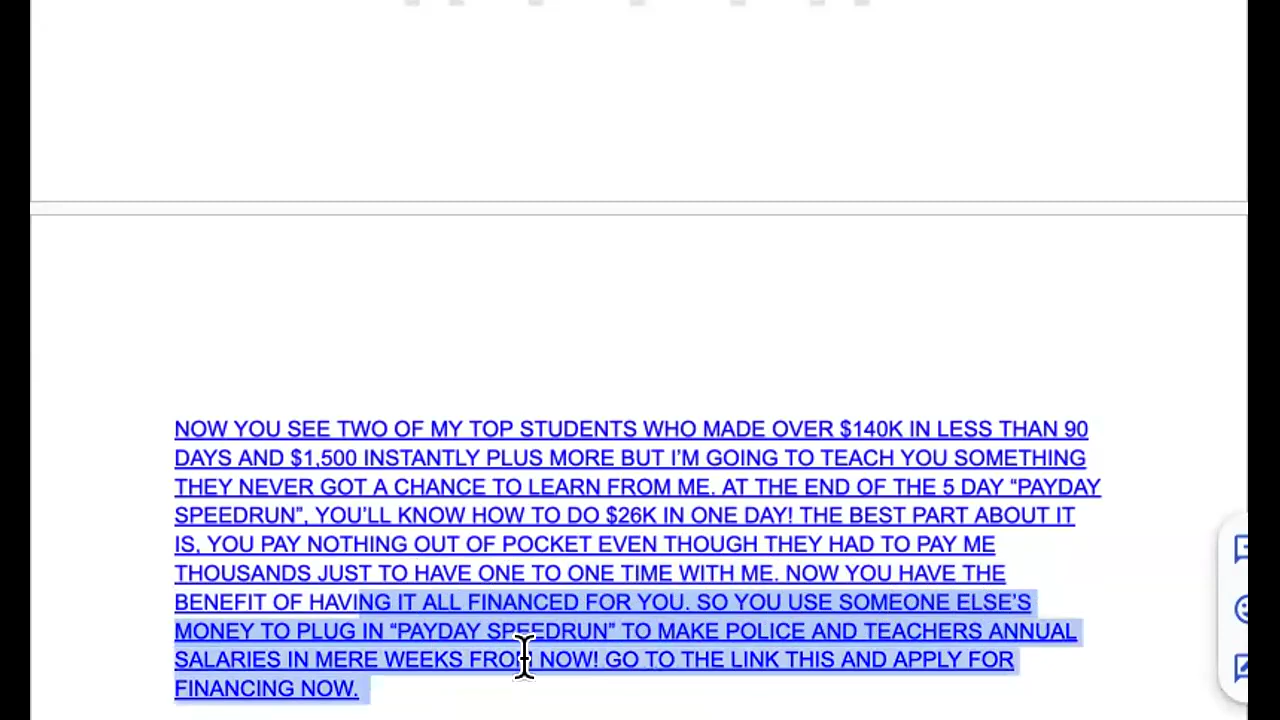 NOW YOU SEE TWO OF MY TOP STUDENTS WHO MADE OVER $140K IN LESS THAN 90
DAYS AND $1,500 INSTANTLY PLUS MORE BUT I'M GOING TO TEACH YOU SOMETHING
THEY NEVER GOT A CHANCE TO LEARN FROM ME. AT THE END OF THE 5 DAY “PAYDAY
SPEEDRUN”, YOU'LL KNOW HOW TO DO $26K IN ONE DAY! THE BEST PART ABOUT IT
IS, YOU PAY NOTHING OUT OF POCKET EVEN THOUGH THEY HAD TO PAY ME
THOUSANDS JUST TO HAVE ONE TO ONE TIME WITH ME. NOW YOU HAVE THE
BENEFIT OF HAVING IT ALL FINANCED FOR YOU. SO YOU USE SOMEONE ELSE'S
MONEY TO PLUG IN “PAYDAY SPEEDRUN” TO MAKE POLICE AND TEACHERS ANNUAL
SALARIES IN MERE WEEKS FROM NOW! GO TO THE LINK THIS AND APPLY FOR
FINANCING NOW.